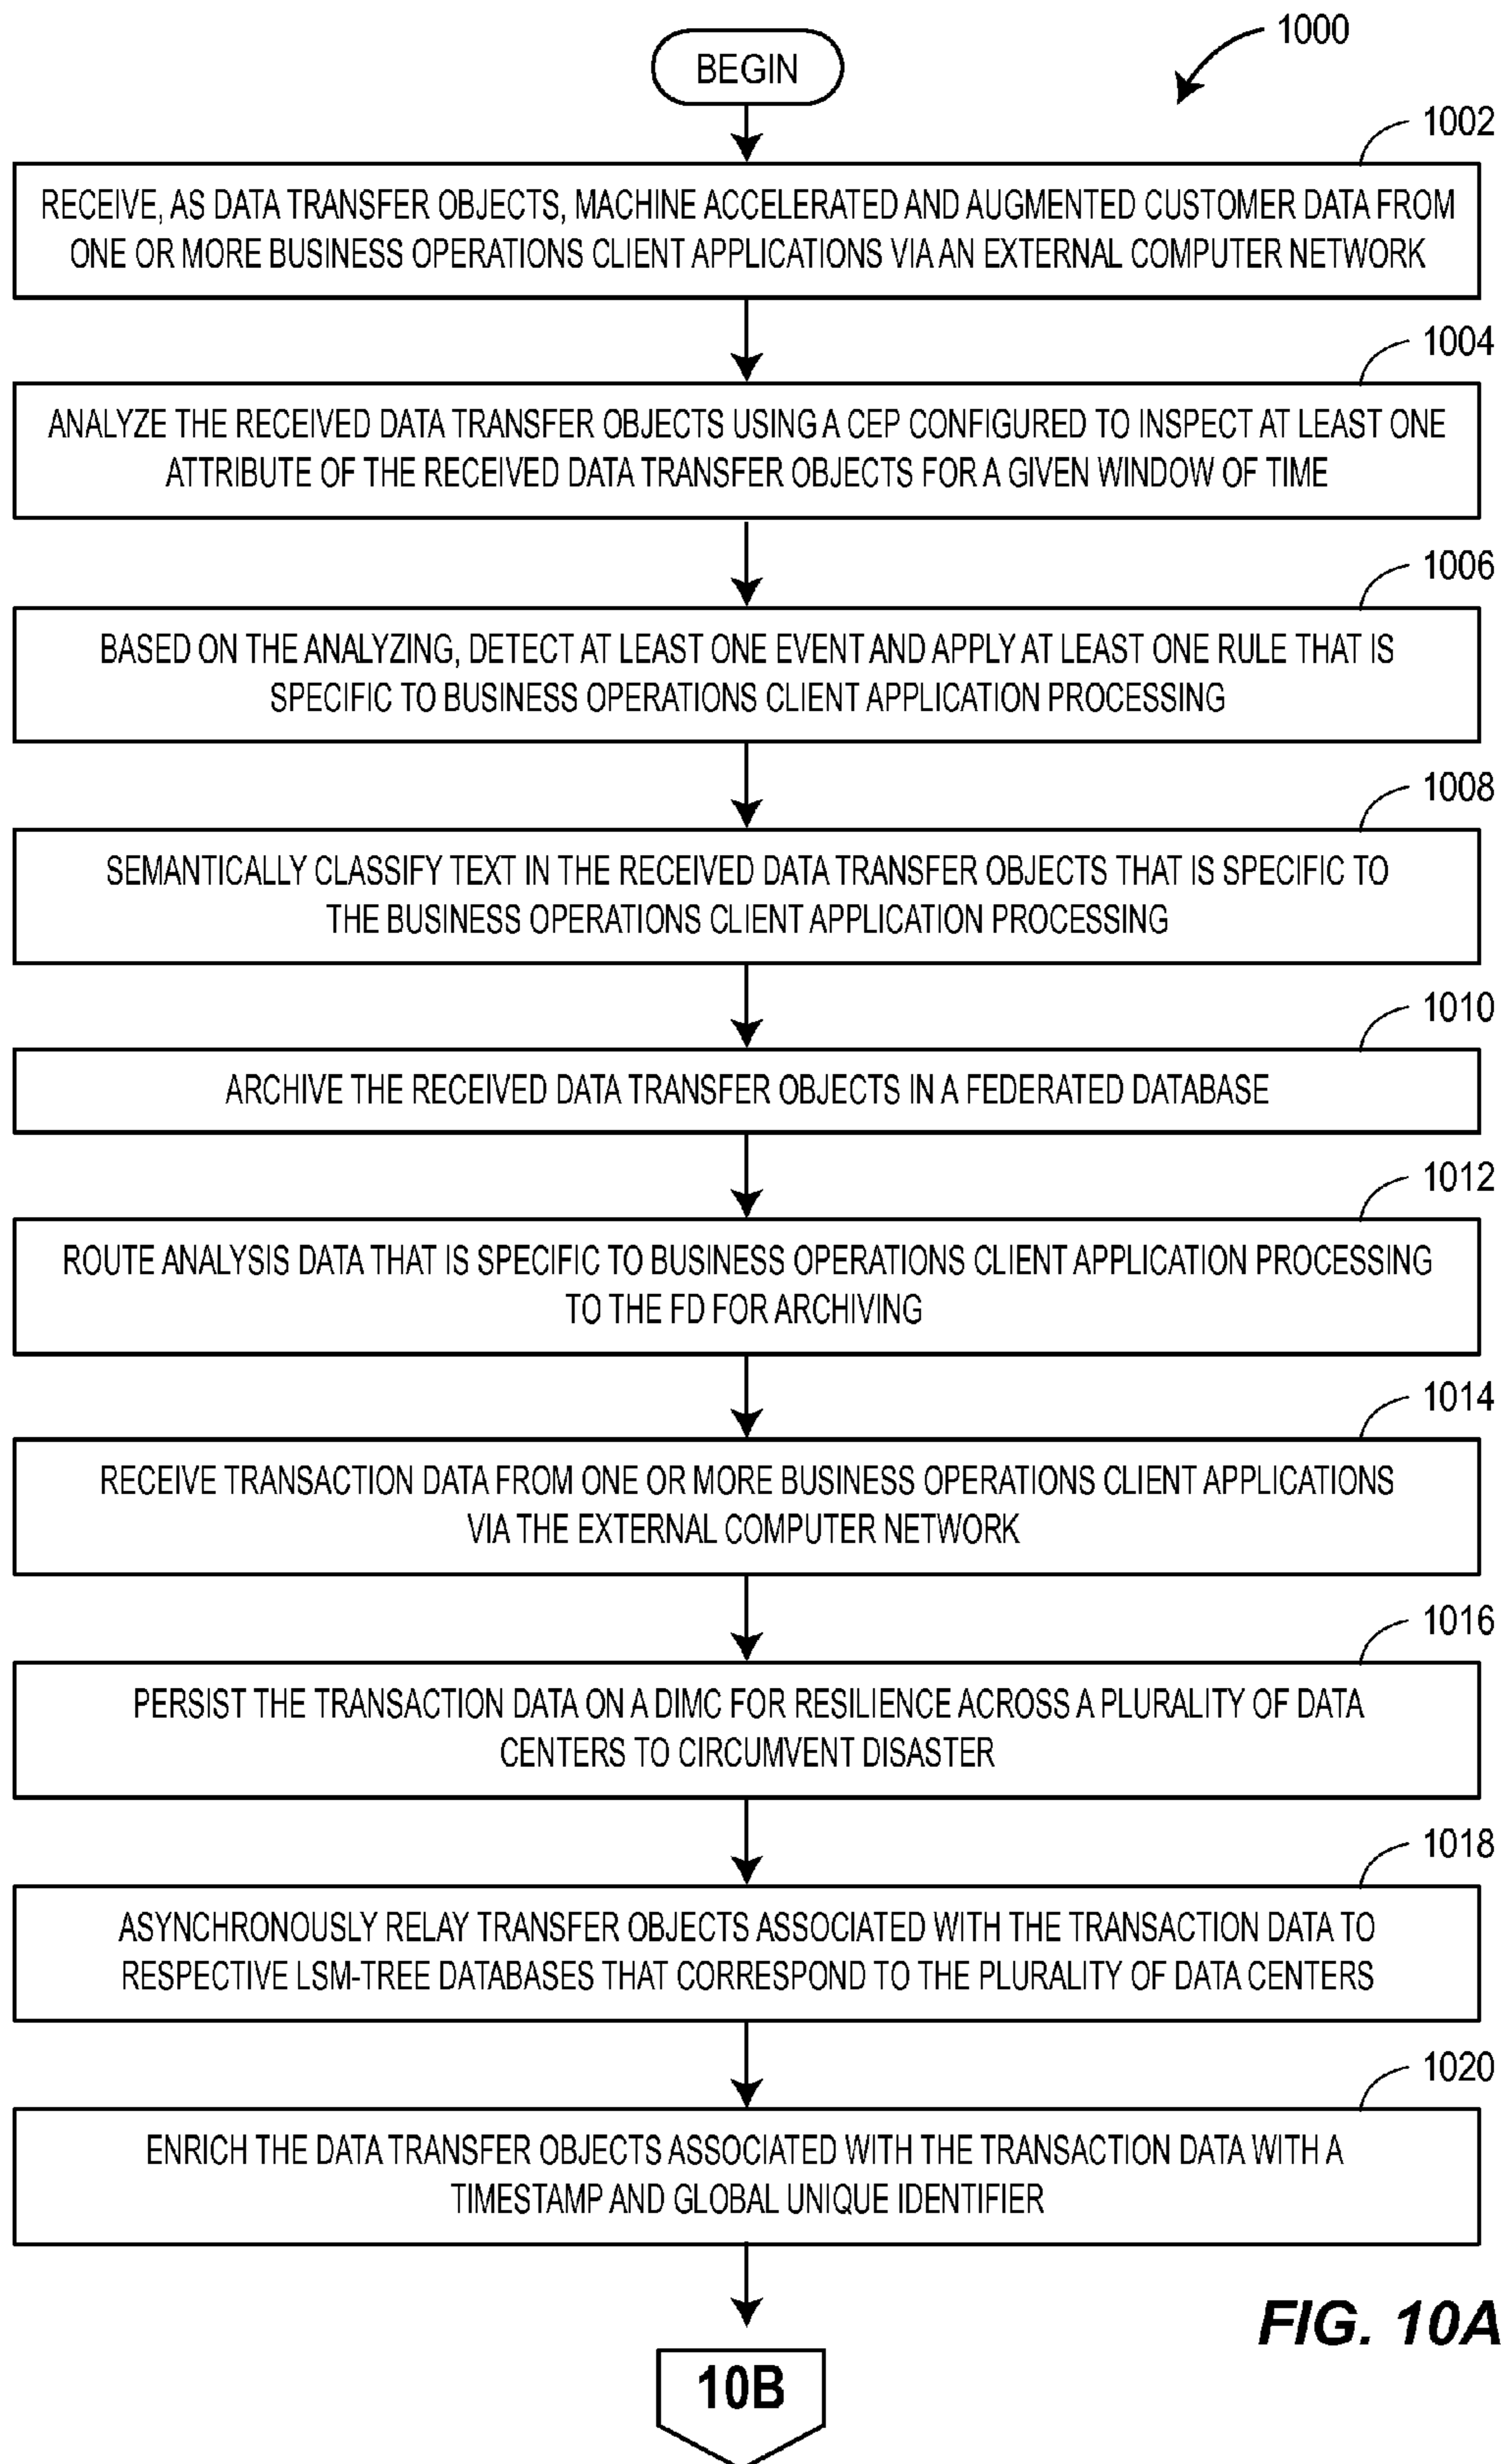 BEGIN
1000
1002
RECEIVE, AS DATA TRANSFER OBJECTS, MACHINE ACCELERATED AND AUGMENTED CUSTOMER DATA FROM
ONE OR MORE BUSINESS OPERATIONS CLIENT APPLICATIONS VIA AN EXTERNAL COMPUTER NETWORK
1004
ANALYZE THE RECEIVED DATA TRANSFER OBJECTS USING A CEP CONFIGURED TO INSPECT AT LEAST ONE
ATTRIBUTE OF THE RECEIVED DATA TRANSFER OBJECTS FOR A GIVEN WINDOW OF TIME
1006
BASED ON THE ANALYZING, DETECT AT LEAST ONE EVENT AND APPLY AT LEAST ONE RULE THAT IS
SPECIFIC TO BUSINESS OPERATIONS CLIENT APPLICATION PROCESSING
1008
SEMANTICALLY CLASSIFY TEXT IN THE RECEIVED DATA TRANSFER OBJECTS THAT IS SPECIFIC TO
THE BUSINESS OPERATIONS CLIENT APPLICATION PROCESSING
1010
ARCHIVE THE RECEIVED DATA TRANSFER OBJECTS IN A FEDERATED DATABASE
1012
ROUTE ANALYSIS DATA THAT IS SPECIFIC TO BUSINESS OPERATIONS CLIENT APPLICATION PROCESSING
TO THE FD FOR ARCHIVING
1014
RECEIVE TRANSACTION DATA FROM ONE OR MORE BUSINESS OPERATIONS CLIENT APPLICATIONS
VIA THE EXTERNAL COMPUTER NETWORK
1016
PERSIST THE TRANSACTION DATA ON A DIMC FOR RESILIENCE ACROSS A PLURALITY OF DATA
CENTERS TO CIRCUMVENT DISASTER
1018
ASYNCHRONOUSLY RELAY TRANSFER OBJECTS ASSOCIATED WITH THE TRANSACTION DATA TO
RESPECTIVE LSM-TREE DATABASES THAT CORRESPOND TO THE PLURALITY OF DATA CENTERS
1020
ENRICH THE DATA TRANSFER OBJECTS ASSOCIATED WITH THE TRANSACTION DATA WITH A
TIMESTAMP AND GLOBAL UNIQUE IDENTIFIER
FIG. 10A
10B